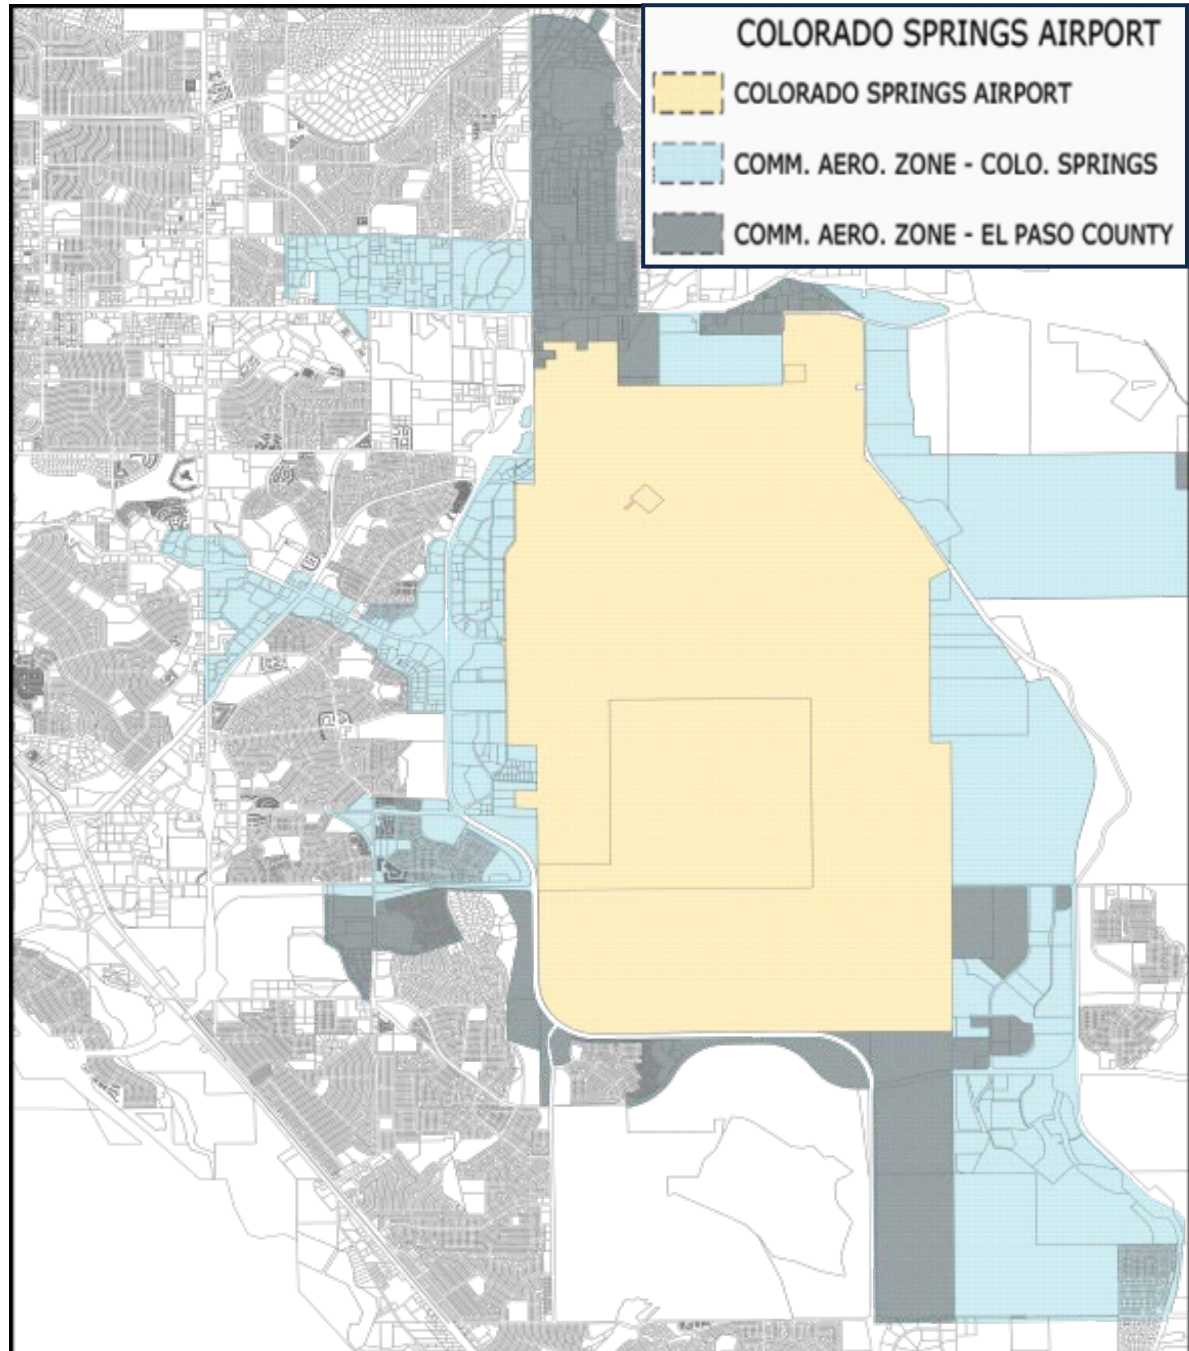 COLORADO SPRINGS AIRPORT
COLORADO SPRINGS AIRPORT
COMM. AERO. ZONE - COLO. SPRINGS
COMM. AERO. ZONE - EL PASO COUNTY